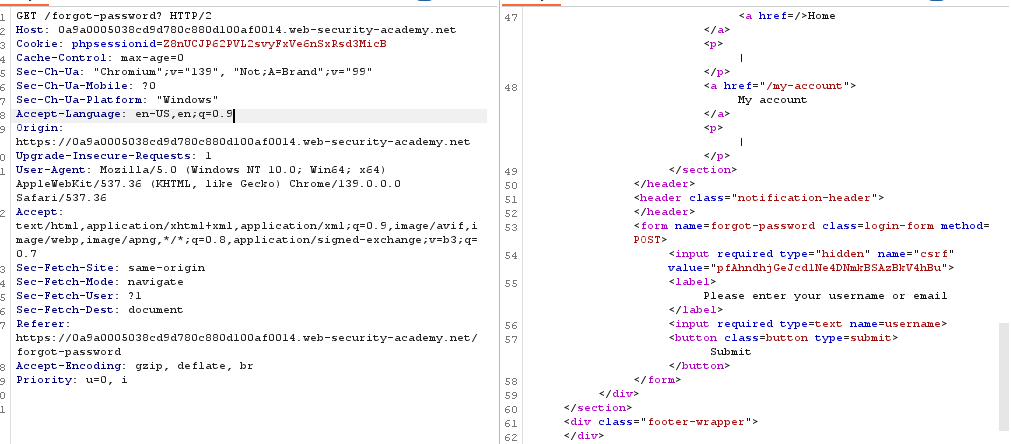 1 GET /forgot-password? HTTP/2
2 Host: 0a9a0005038cd9d780c880d100af0014.web-security-academy.net
3 Cookie: phpsessionid=Z8nUCJP62PVL2svyFxVe6nSxRsd3MicB
4 Cache-Control: max-age=0
5 Sec-Ch-Ua: "Chromium";v="139", "Not;A=Brand";v="99"
6 Sec-Ch-Ua-Mobile: ?0
7 Sec-Ch-Ua-Platform: "Windows"
8 Accept-Language: en-US,en;q=0.9
9 Origin:
https://0a9a0005038cd9d780c880d100af0014.web-security-academy.net
0 Upgrade-Insecure-Requests: 1
1 User-Agent: Mozilla/5.0 (Windows NT 10.0; Win64; x64)
AppleWebKit/537.36 (KHTML, like Gecko) Chrome/139.0.0.0
Safari/537.36
2 Accept:
text/html,application/xhtml+xml,application/xml;q=0.9,image/avif,i
mage/webp,image/apng,*/*;q=0.8,application/signed-exchange;v=b3;q=
0.7
3 Sec-Fetch-Site: same-origin
4 Sec-Fetch-Mode: navigate
5 Sec-Fetch-User: ?1
6 Sec-Fetch-Dest: document
7 Referer:
https://0a9a0005038cd9d780c880d100af0014.web-security-academy.net/
forgot-password
8 Accept-Encoding: gzip, deflate, br
9 Priority: u=0, i
0
1
47 <a href=/>Home
</a>
<p>
|
</p>
48 <a href="/my-account">
My account
</a>
<p>
|
</p>
49 </section>
50 </header>
51 <header class="notification-header">
52 </header>
53 <form name=forgot-password class=login-form method=
POST>
54 <input required type="hidden" name="csrf"
value="pfAhndhjGeJcdlNe4DNmkBSAzBkV4hBu">
55 <label>
Please enter your username or email
</label>
56 <input required type=text name=username>
57 <button class=button type=submit>
Submit
</button>
58 </form>
59 </div>
60 </section>
61 <div class="footer-wrapper">
62 </div>